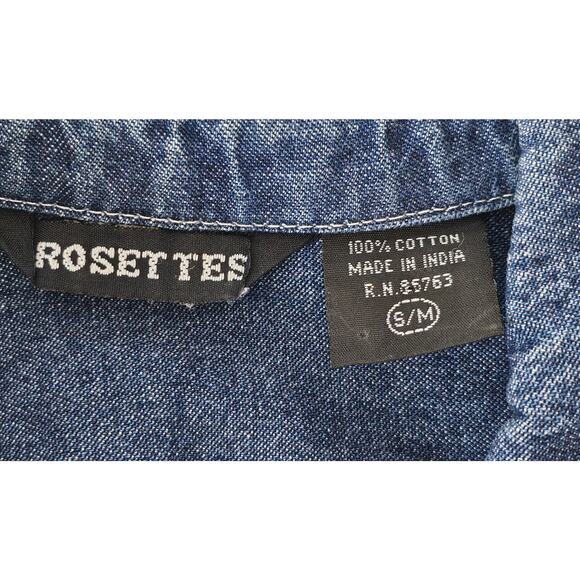 ROSETTES
100% COTTON
MADE IN INDIA
R.N. 85763
S/M